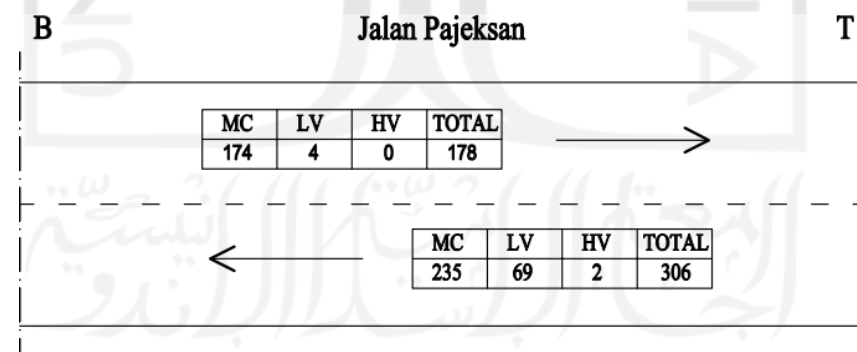 B Jalan Pajeksan T
MC LV HV TOTAL
174 4 0 178
MC LV HV TOTAL
235 69 2 306